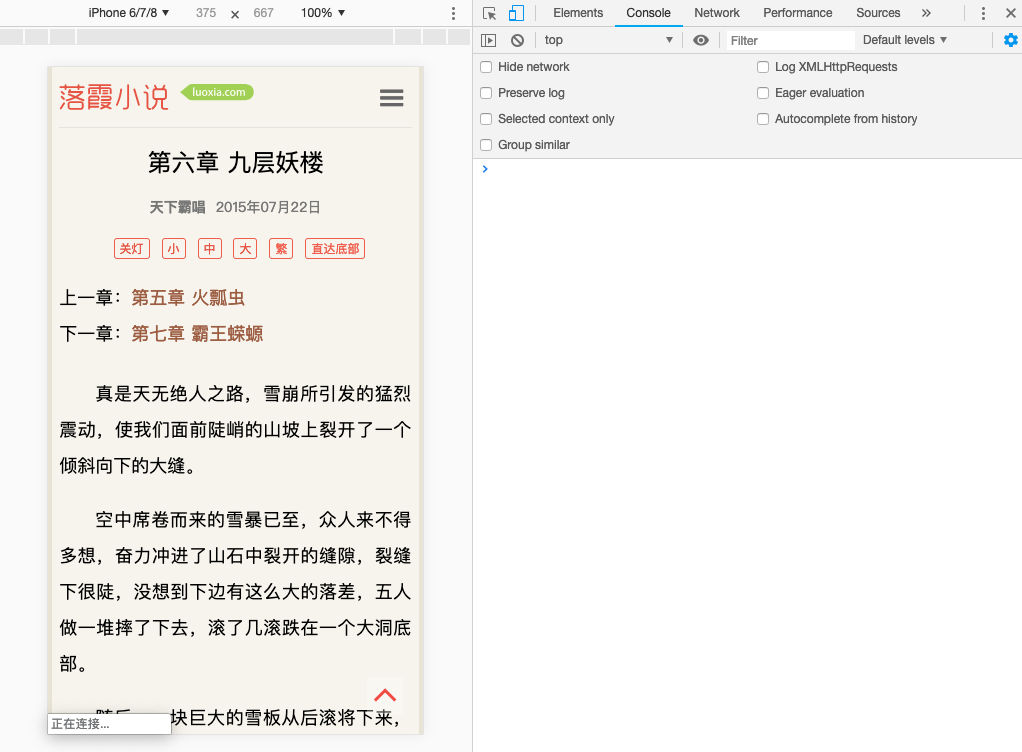 iPhone 6/7/8 ▼ 375 × 667 100% ▼
Elements Console Network Performance Sources »
top ▼ Filter Default levels ▼
Hide network Log XMLHttpRequests
Preserve log Eager evaluation
Selected context only Autocomplete from history
Group similar
落霞小说 luoxia.com
第六章 九层妖楼
天下霸唱 2015年07月22日
关灯 小 中 大 繁 直达底部
上一章：第五章 火瓢虫
下一章：第七章 霸王蝾螈
真是天无绝人之路，雪崩所引发的猛烈
震动，使我们面前陡峭的山坡上裂开了一个
倾斜向下的大缝。
空中席卷而来的雪暴已至，众人来不得
多想，奋力冲进了山石中裂开的缝隙，裂缝
下很陡，没想到下边有这么大的落差，五人
做一堆摔了下去，滚了几滚跌在一个大洞底
部。
块巨大的雪板从后滚将下来，
正在连接...